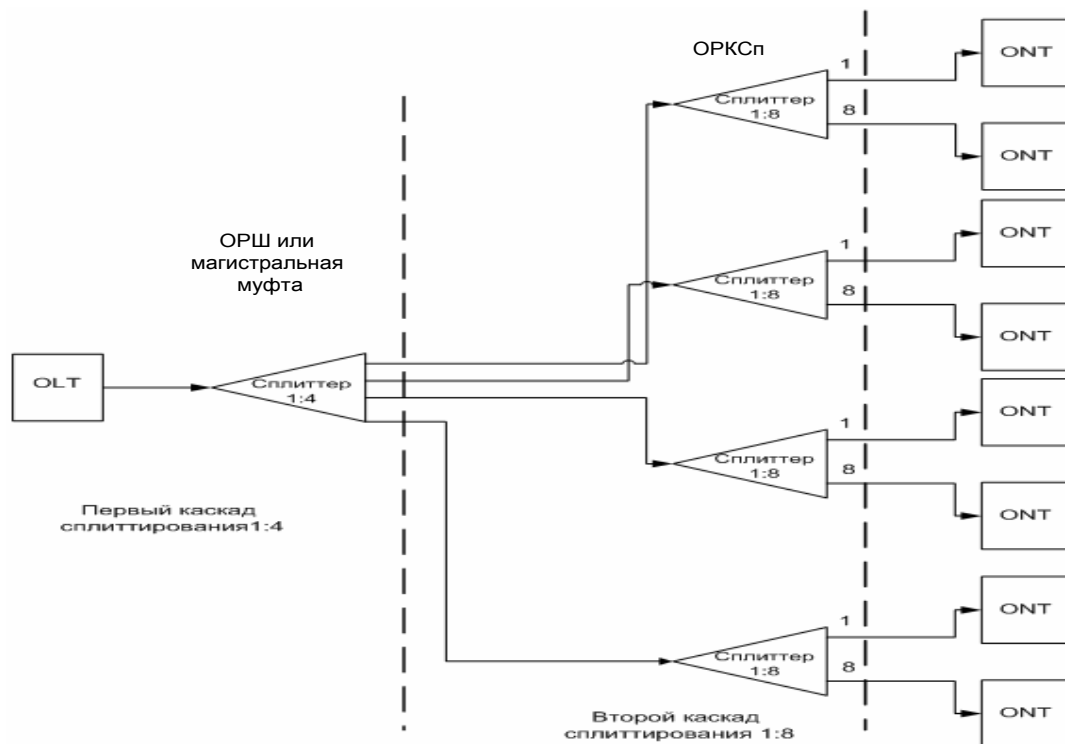 ОРКСп
1
8
Сплиттер
1:8
ONT
ONT
ОРШ или
магистральная
муфта
1
8
Сплиттер
1:8
ONT
ONT
OLT
Сплиттер
1:4
1
8
Сплиттер
1:8
ONT
ONT
Первый каскад
сплиттирования1:4
1
8
Сплиттер
1:8
ONT
ONT
Второй каскад
сплиттирования 1:8